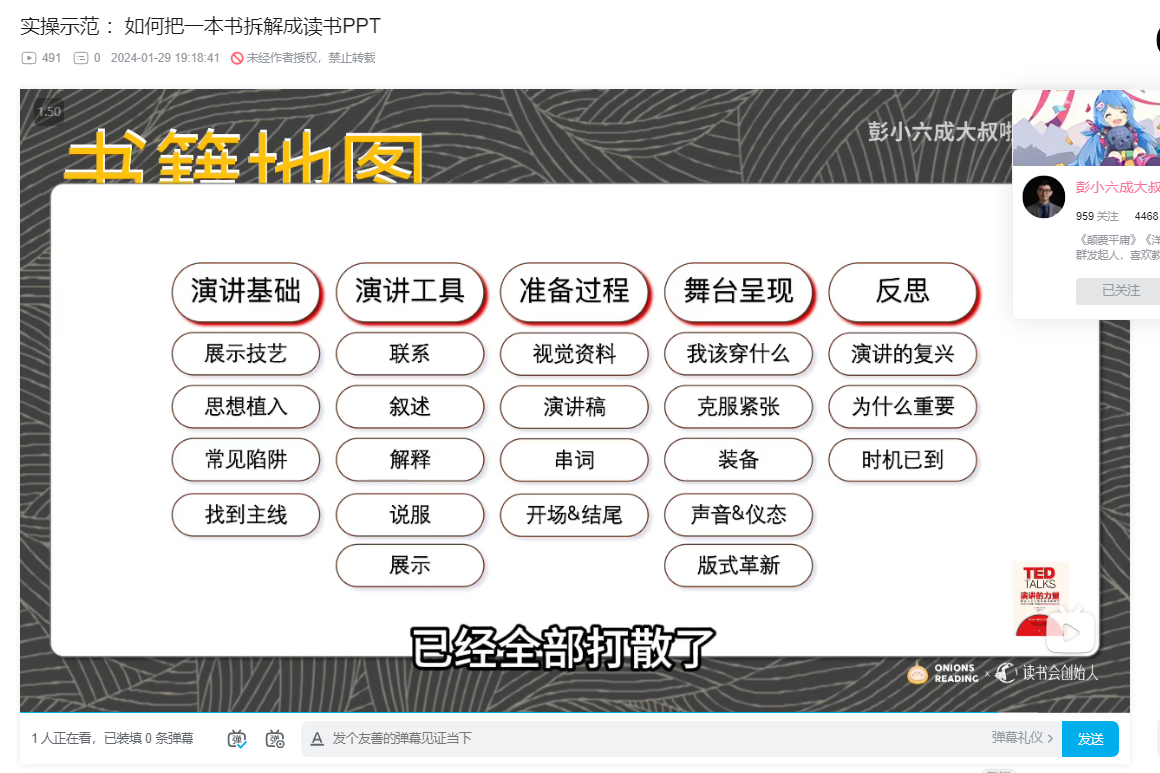 实操示范 ：如何把一本书拆解成读书PPT
491 0 2024-01-29 19:18:41 未经作者授权，禁止转载
1.50
书籍地图
彭小六成大叔啦
演讲基础 演讲工具 准备过程 舞台呈现 反思
展示技艺 联系 视觉资料 我该穿什么 演讲的复兴
思想植入 叙述 演讲稿 克服紧张 为什么重要
常见陷阱 解释 串词 装备 时机已到
找到主线 说服 开场&结尾 声音&仪态
展示 版式革新
TED
TALKS
演讲的力量
已经全部打散了
ONIONS
READING
×
读书会创始人
彭小六成大叔
959 关注 4468
《颠覆平庸》《洋
群发起人，喜欢教
已关注
1 人正在看，已装填 0 条弹幕
弹
弹
A 发个友善的弹幕见证当下
弹幕礼仪 >
发送